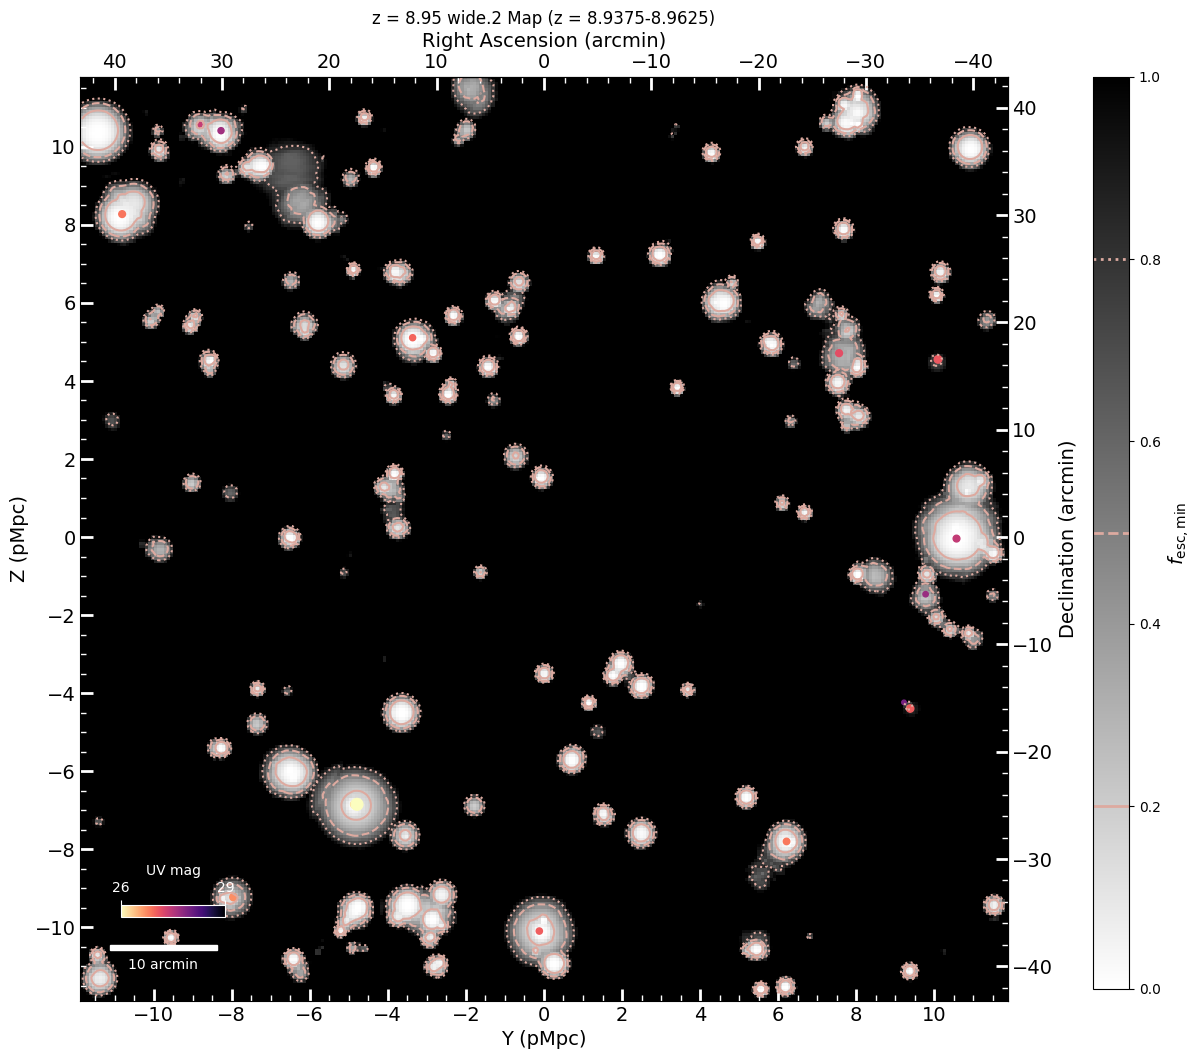 z = 8.95 wide.2 Map (z = 8.9375-8.9625)
Right Ascension (arcmin)
40 30 20 10 0 −10 −20 −30 −40
10
8
6
4
2
0
−2
−4
−6
−8
−10
Z (pMpc)
40
30
20
10
0
−10
−20
−30
−40
Declination (arcmin)
1.0
0.8
0.6
0.4
0.2
0.0
fesc, min
UV mag
26 29
10 arcmin
−10 −8 −6 −4 −2 0 2 4 6 8 10
Y (pMpc)